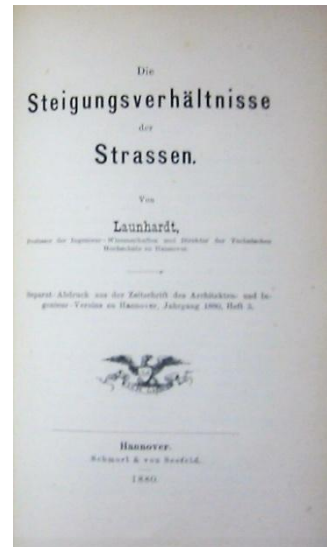 Die
Steigungsverhältnisse
der
Strassen.
Von
Launhardt,
Professor der Ingenieur-Wissenschaften und Direktor der Technischen
Hochschule zu Hannover.
Separat-Abdruck aus der Zeitschrift des Architekten- und In-
genieur-Vereins zu Hannover, Jahrgang 1880, Heft 3.
Hannover.
Schmorl & von Seefeld.
1880.